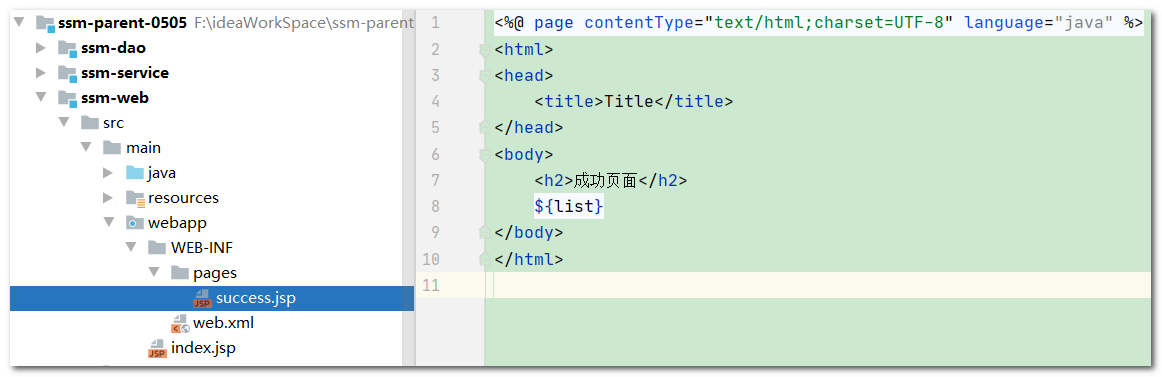 ssm-parent-0505 F:\ideaWorkSpace\ssm-parent
ssm-dao
ssm-service
ssm-web
src
main
java
resources
webapp
WEB-INF
pages
JSP success.jsp
web.xml
JSP index.jsp
1 <%@ page contentType="text/html;charset=UTF-8" language="java" %>
2 <html>
3 <head>
4     <title>Title</title>
5 </head>
6 <body>
7     <h2>成功页面</h2>
8     ${list}
9 </body>
10 </html>
11